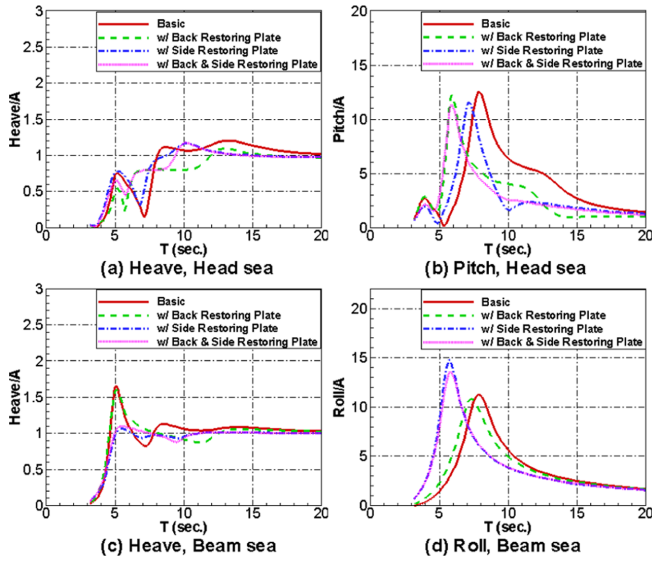 3
2.5
2
1.5
1
0.5
0
Heave/A
Basic
w/ Back Restoring Plate
w/ Side Restoring Plate
w/ Back & Side Restoring Plate
0 5 10 15 20
T (sec.)
(a) Heave, Head sea
20
15
10
5
0
Pitch/A
Basic
w/ Back Restoring Plate
w/ Side Restoring Plate
w/ Back & Side Restoring Plate
0 5 10 15 20
T (sec.)
(b) Pitch, Head sea
3
2.5
2
1.5
1
0.5
0
Heave/A
Basic
w/ Back Restoring Plate
w/ Side Restoring Plate
w/ Back & Side Restoring Plate
0 5 10 15 20
T (sec.)
(c) Heave, Beam sea
20
15
10
5
0
Roll/A
Basic
w/ Back Restoring Plate
w/ Side Restoring Plate
w/ Back & Side Restoring Plate
0 5 10 15 20
T (sec.)
(d) Roll, Beam sea